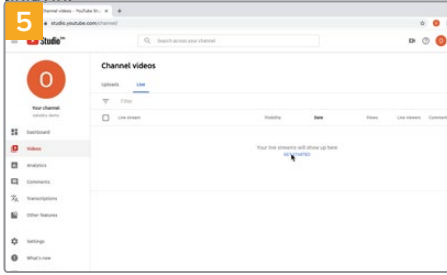 5
Channel videos - YouTube St
studio.youtube.com/channel/
Studio
Search across your channel
O
Your channel
Dashboard
Videos
Analytics
Comments
Transcriptions
Other features
Settings
What's new
Channel videos
Uploads
Live
Filter
Live stream
Visibility
Date
Views
Live viewers
Comment
Your live streams will show up here
GET STARTED